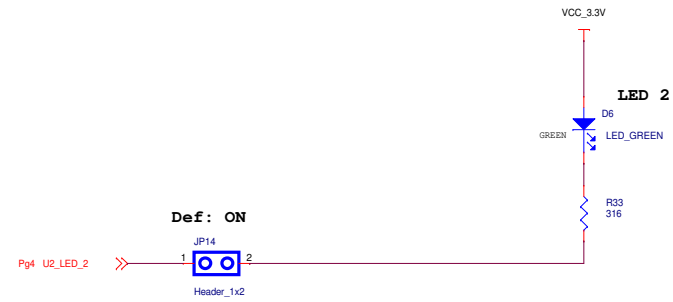 VCC_3.3V
LED 2
D6
GREEN LED_GREEN
R33
316
Def: ON
JP14
1 2
Pg4 U2_LED_2
Header_1x2